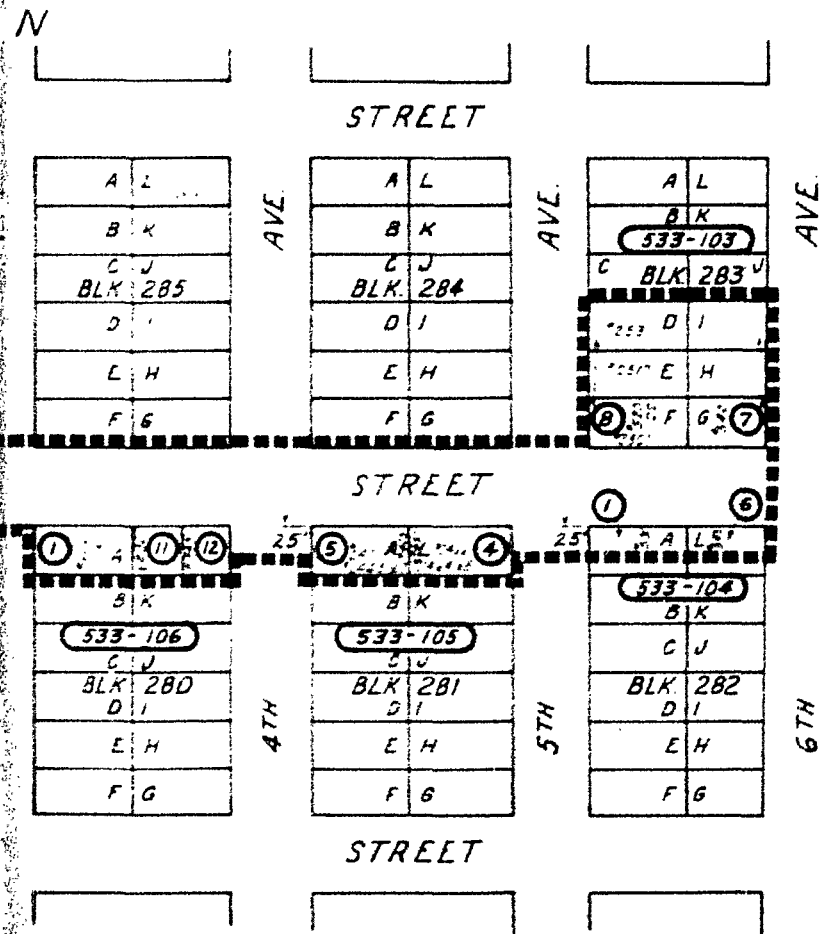 N
STREET
A L
A L
A L
AVE.
AVE.
AVE.
B K
B K
B K
533-103
C J
C J
C J
BLK 285
BLK. 284
BLK. 283
D I
D I
D I
E H
E H
E H
F G
F G
8 F G 7
STREET
1 A 11 12
25
5 A L 4
25
1 6
A L
B K
B K
533-104
B K
533-106
533-105
C J
C J
C J
BLK 280
BLK 281
BLK. 282
D I
D I
D I
4TH
5TH
6TH
E H
E H
E H
F G
F G
F G
STREET